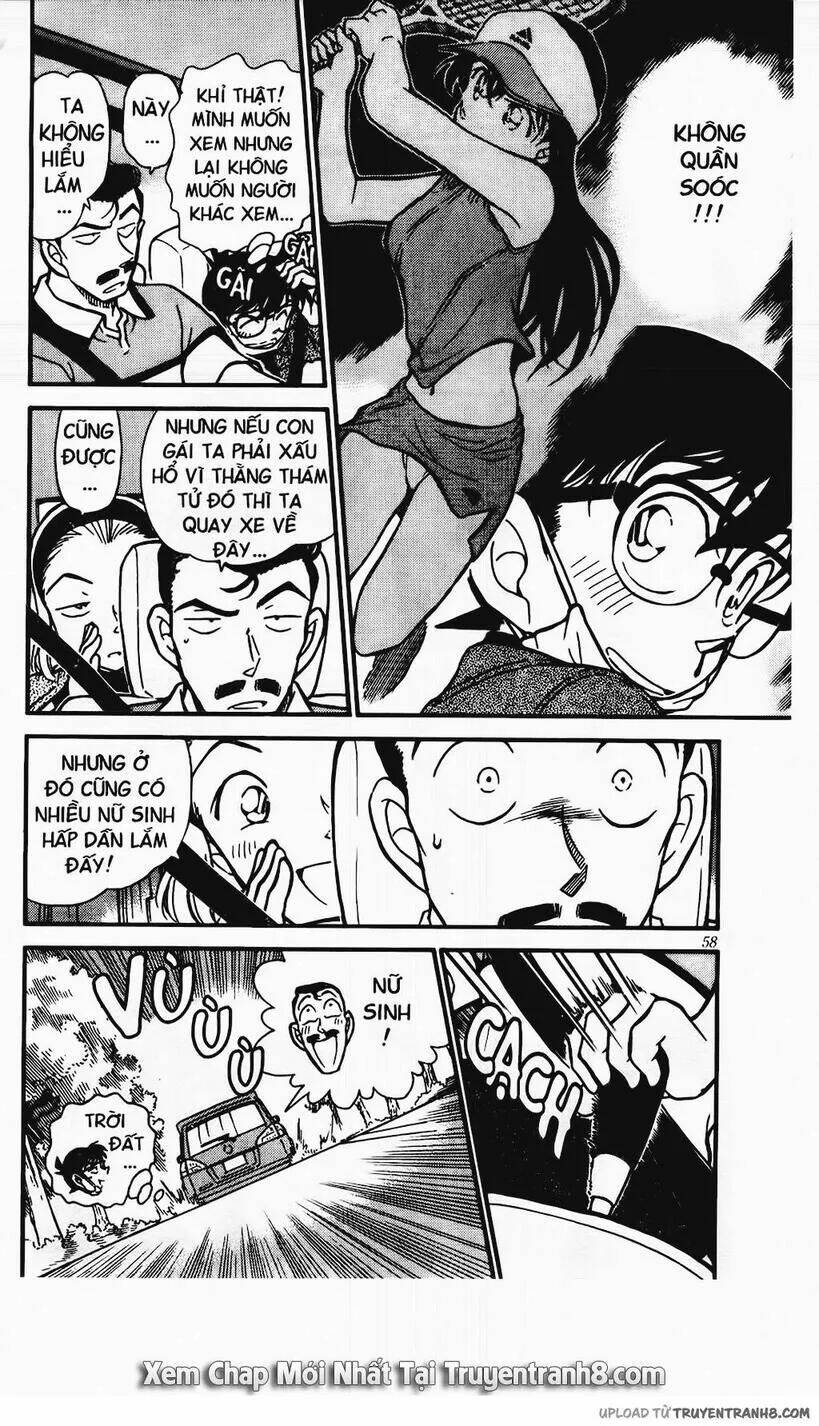 KHÔNG
QUẦN
SOÓC
!!!
KHỈ THẬT!
MÌNH MUỐN
XEM NHƯNG
LẠI KHÔNG
MUỐN NGƯỜI
KHÁC XEM...
GÃI
GÃI
NÀY
...
TA
KHÔNG
HIỂU
LẮM
...
NHƯNG NẾU CON
GÁI TA PHẢI XẤU
HỔ VÌ THẰNG THÁM
TỬ ĐÓ THÌ TA
QUAY XE VỀ
ĐÂY...
CŨNG
ĐƯỢC
...
NHƯNG Ở
ĐÓ CŨNG CÓ
NHIỀU NỮ SINH
HẤP DẪN LẮM
ĐẤY!
58
CẠCH
NỮ
SINH
!
VÙ Ù Ù
TRỜI
ĐẤT
...
Xem Chap Mới Nhất Tại Truyentranh8.com
UPLOAD TỪ TRUYENTRANH8.COM